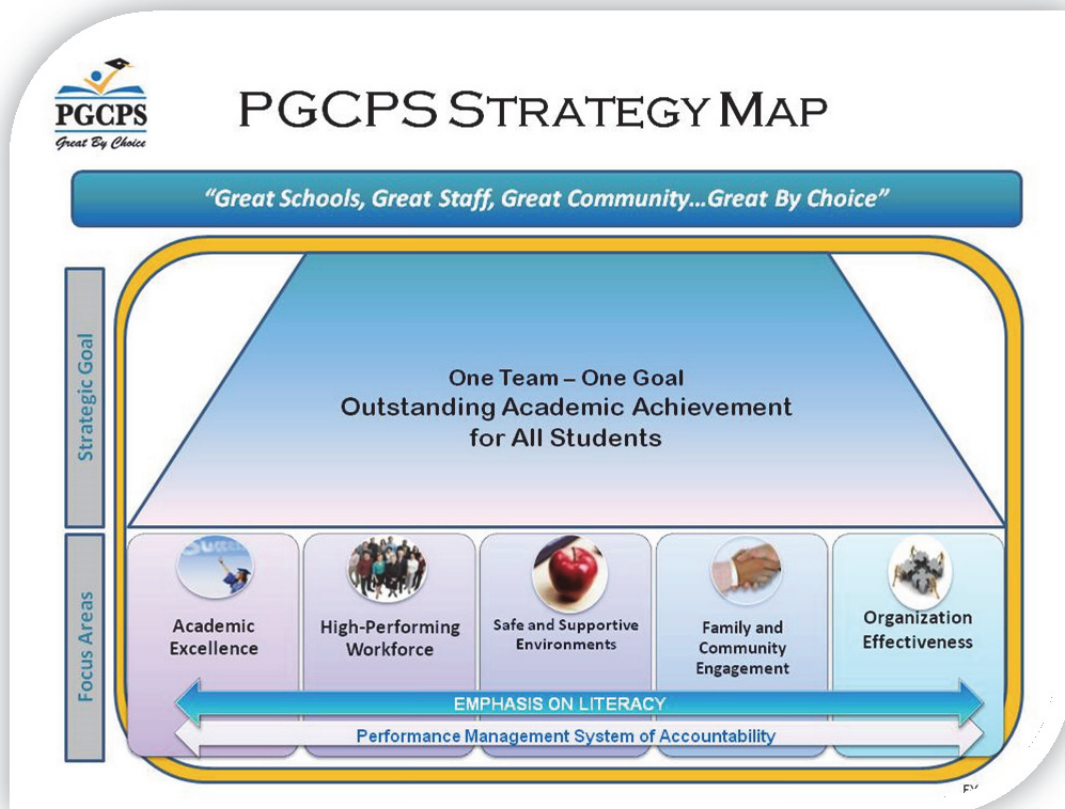 PGCPS
Great By Choice
PGCPS STRATEGY MAP
“Great Schools, Great Staff, Great Community...Great By Choice”
Strategic Goal
One Team – One Goal
Outstanding Academic Achievement
for All Students
Focus Areas
Academic
Excellence
High-Performing
Workforce
Safe and Supportive
Environments
Family and
Community
Engagement
Organization
Effectiveness
EMPHASIS ON LITERACY
Performance Management System of Accountability